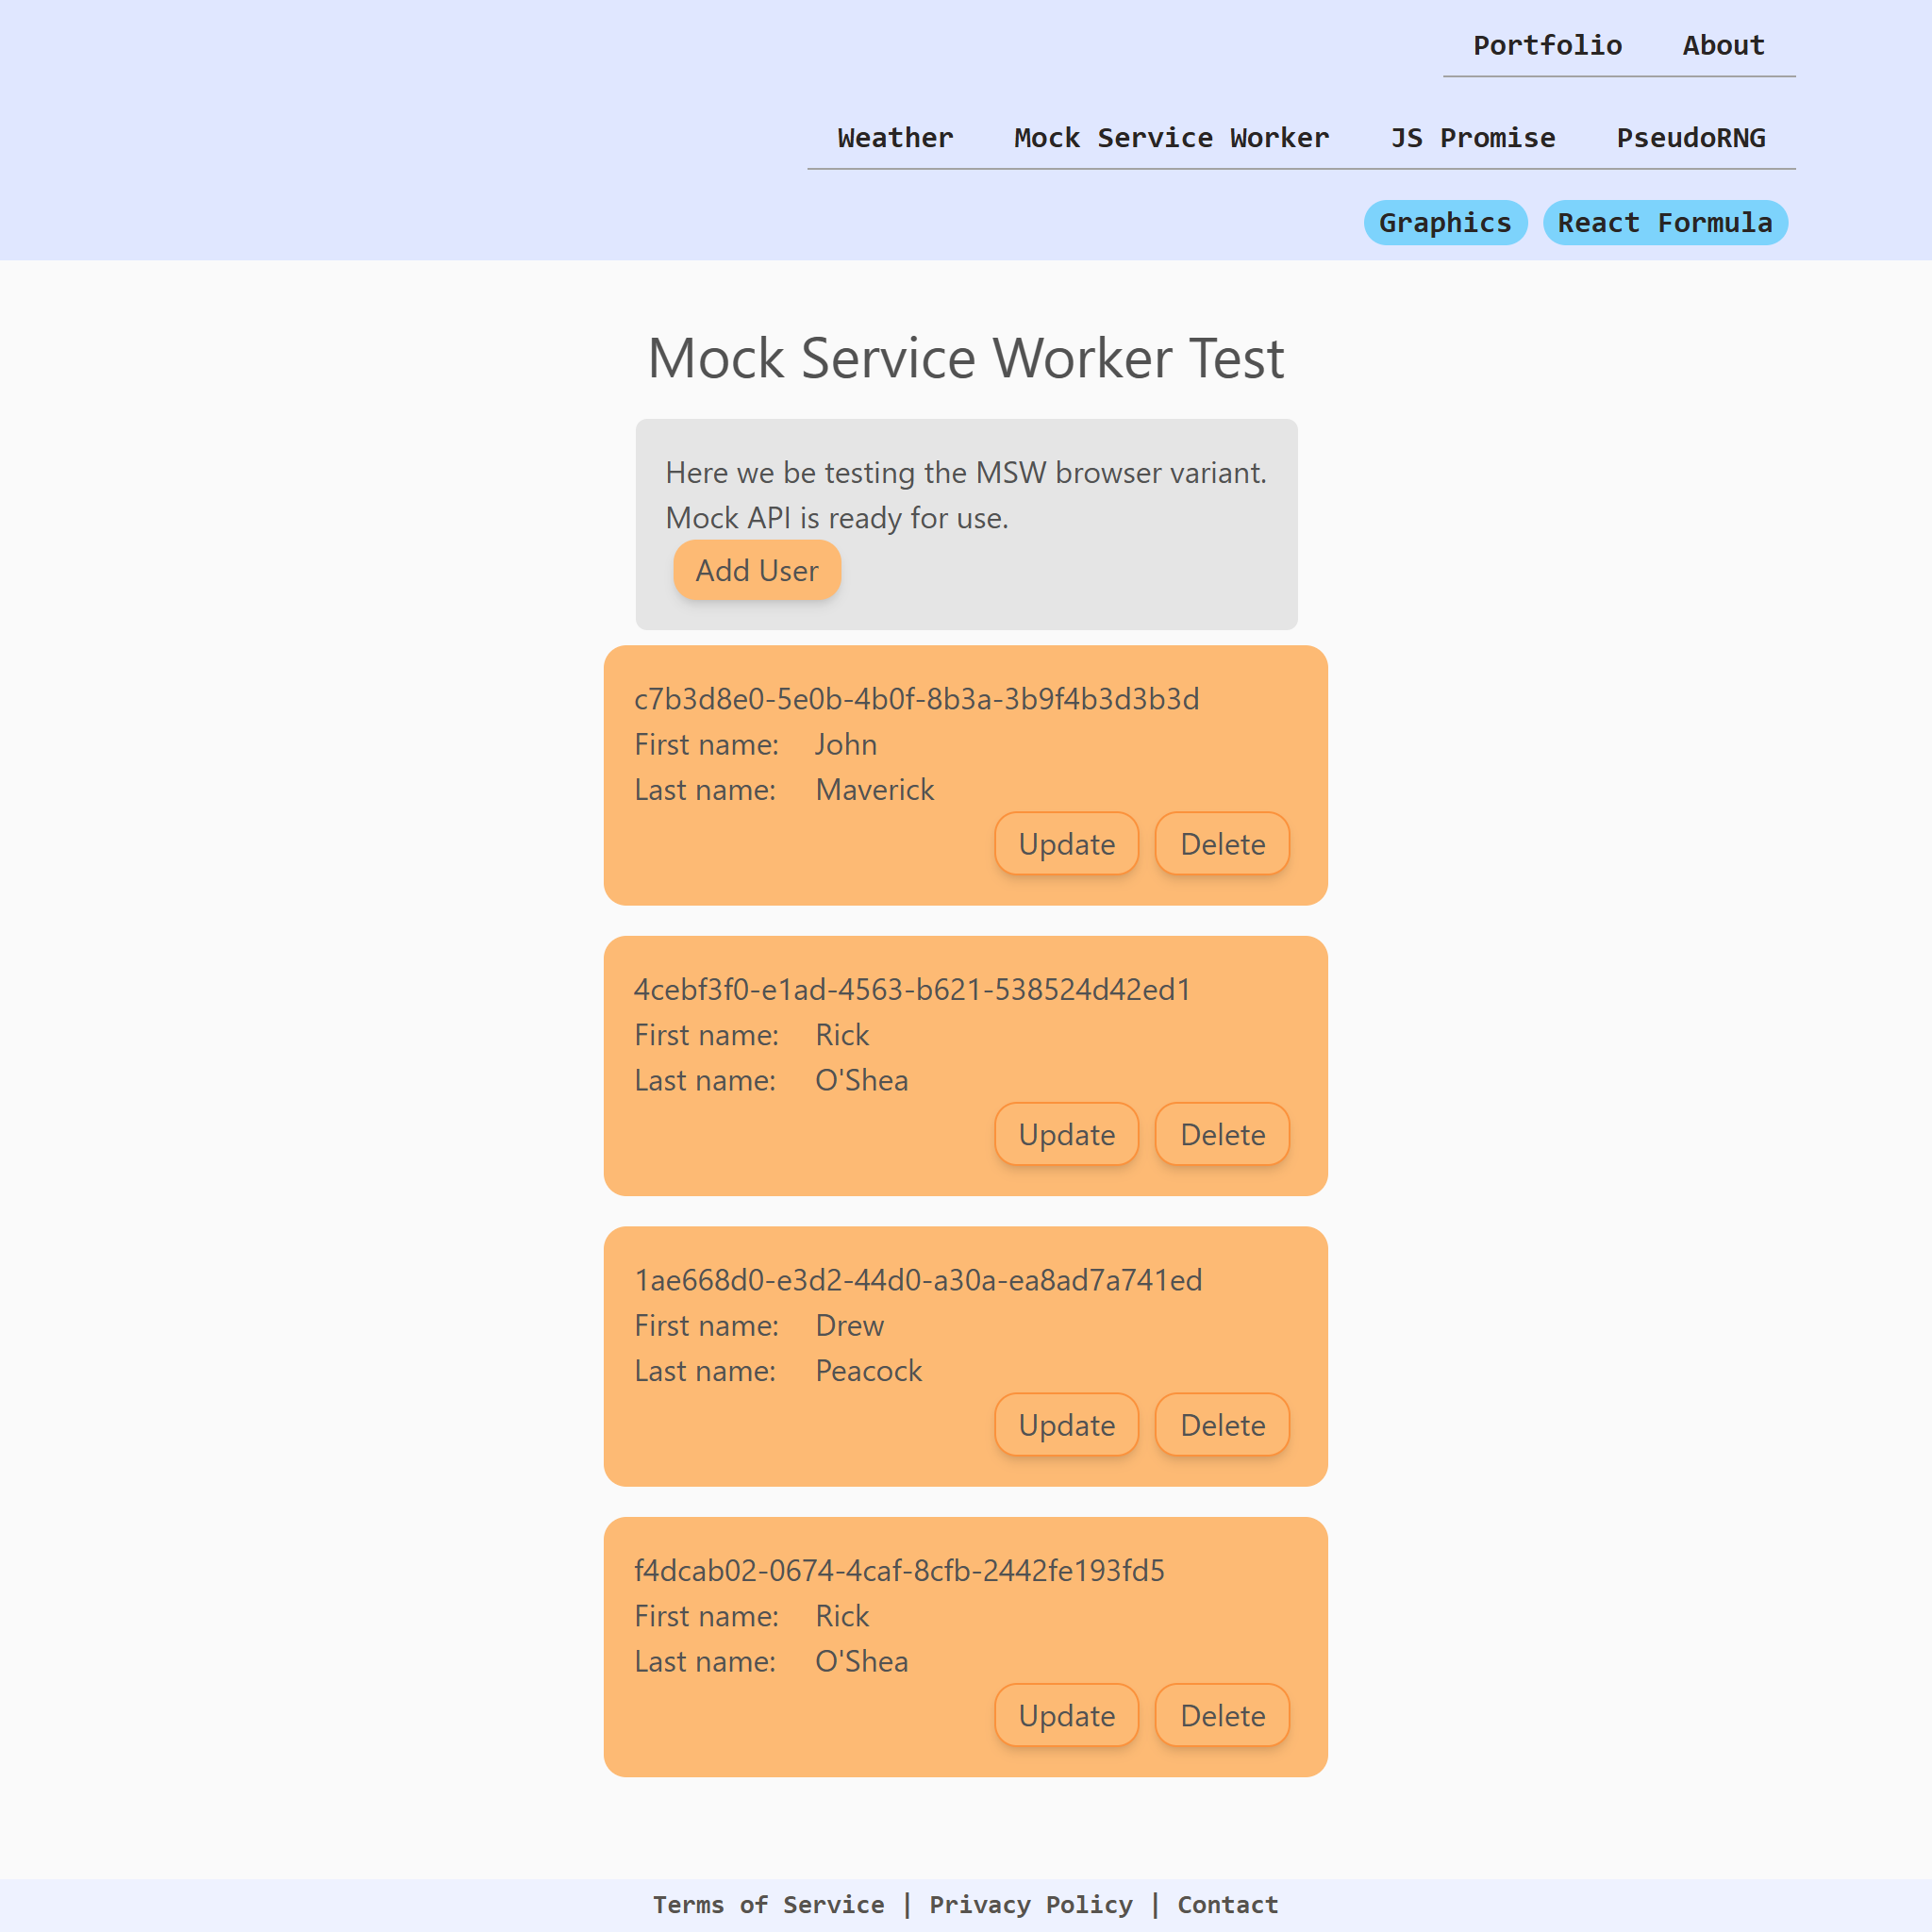 Portfolio About
Weather Mock Service Worker JS Promise PseudoRNG
Graphics React Formula
Mock Service Worker Test
Here we be testing the MSW browser variant.
Mock API is ready for use.
Add User
c7b3d8e0-5e0b-4b0f-8b3a-3b9f4b3d3b3d
First name: John
Last name: Maverick
Update Delete
4cebf3f0-e1ad-4563-b621-538524d42ed1
First name: Rick
Last name: O'Shea
Update Delete
1ae668d0-e3d2-44d0-a30a-ea8ad7a741ed
First name: Drew
Last name: Peacock
Update Delete
f4dcab02-0674-4caf-8cfb-2442fe193fd5
First name: Rick
Last name: O'Shea
Update Delete
Terms of Service | Privacy Policy | Contact